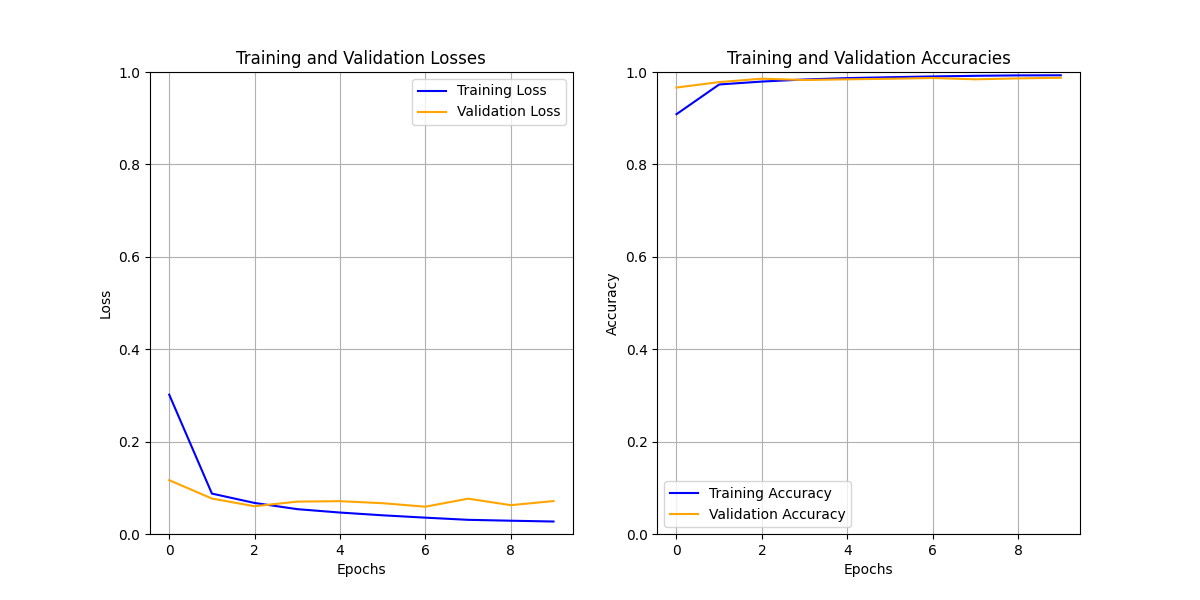 Training and Validation Losses
1.0
0.8
0.6
0.4
0.2
0.0
Loss
Training Loss
Validation Loss
0 2 4 6 8
Epochs
Training and Validation Accuracies
1.0
0.8
0.6
0.4
0.2
0.0
Accuracy
Training Accuracy
Validation Accuracy
0 2 4 6 8
Epochs